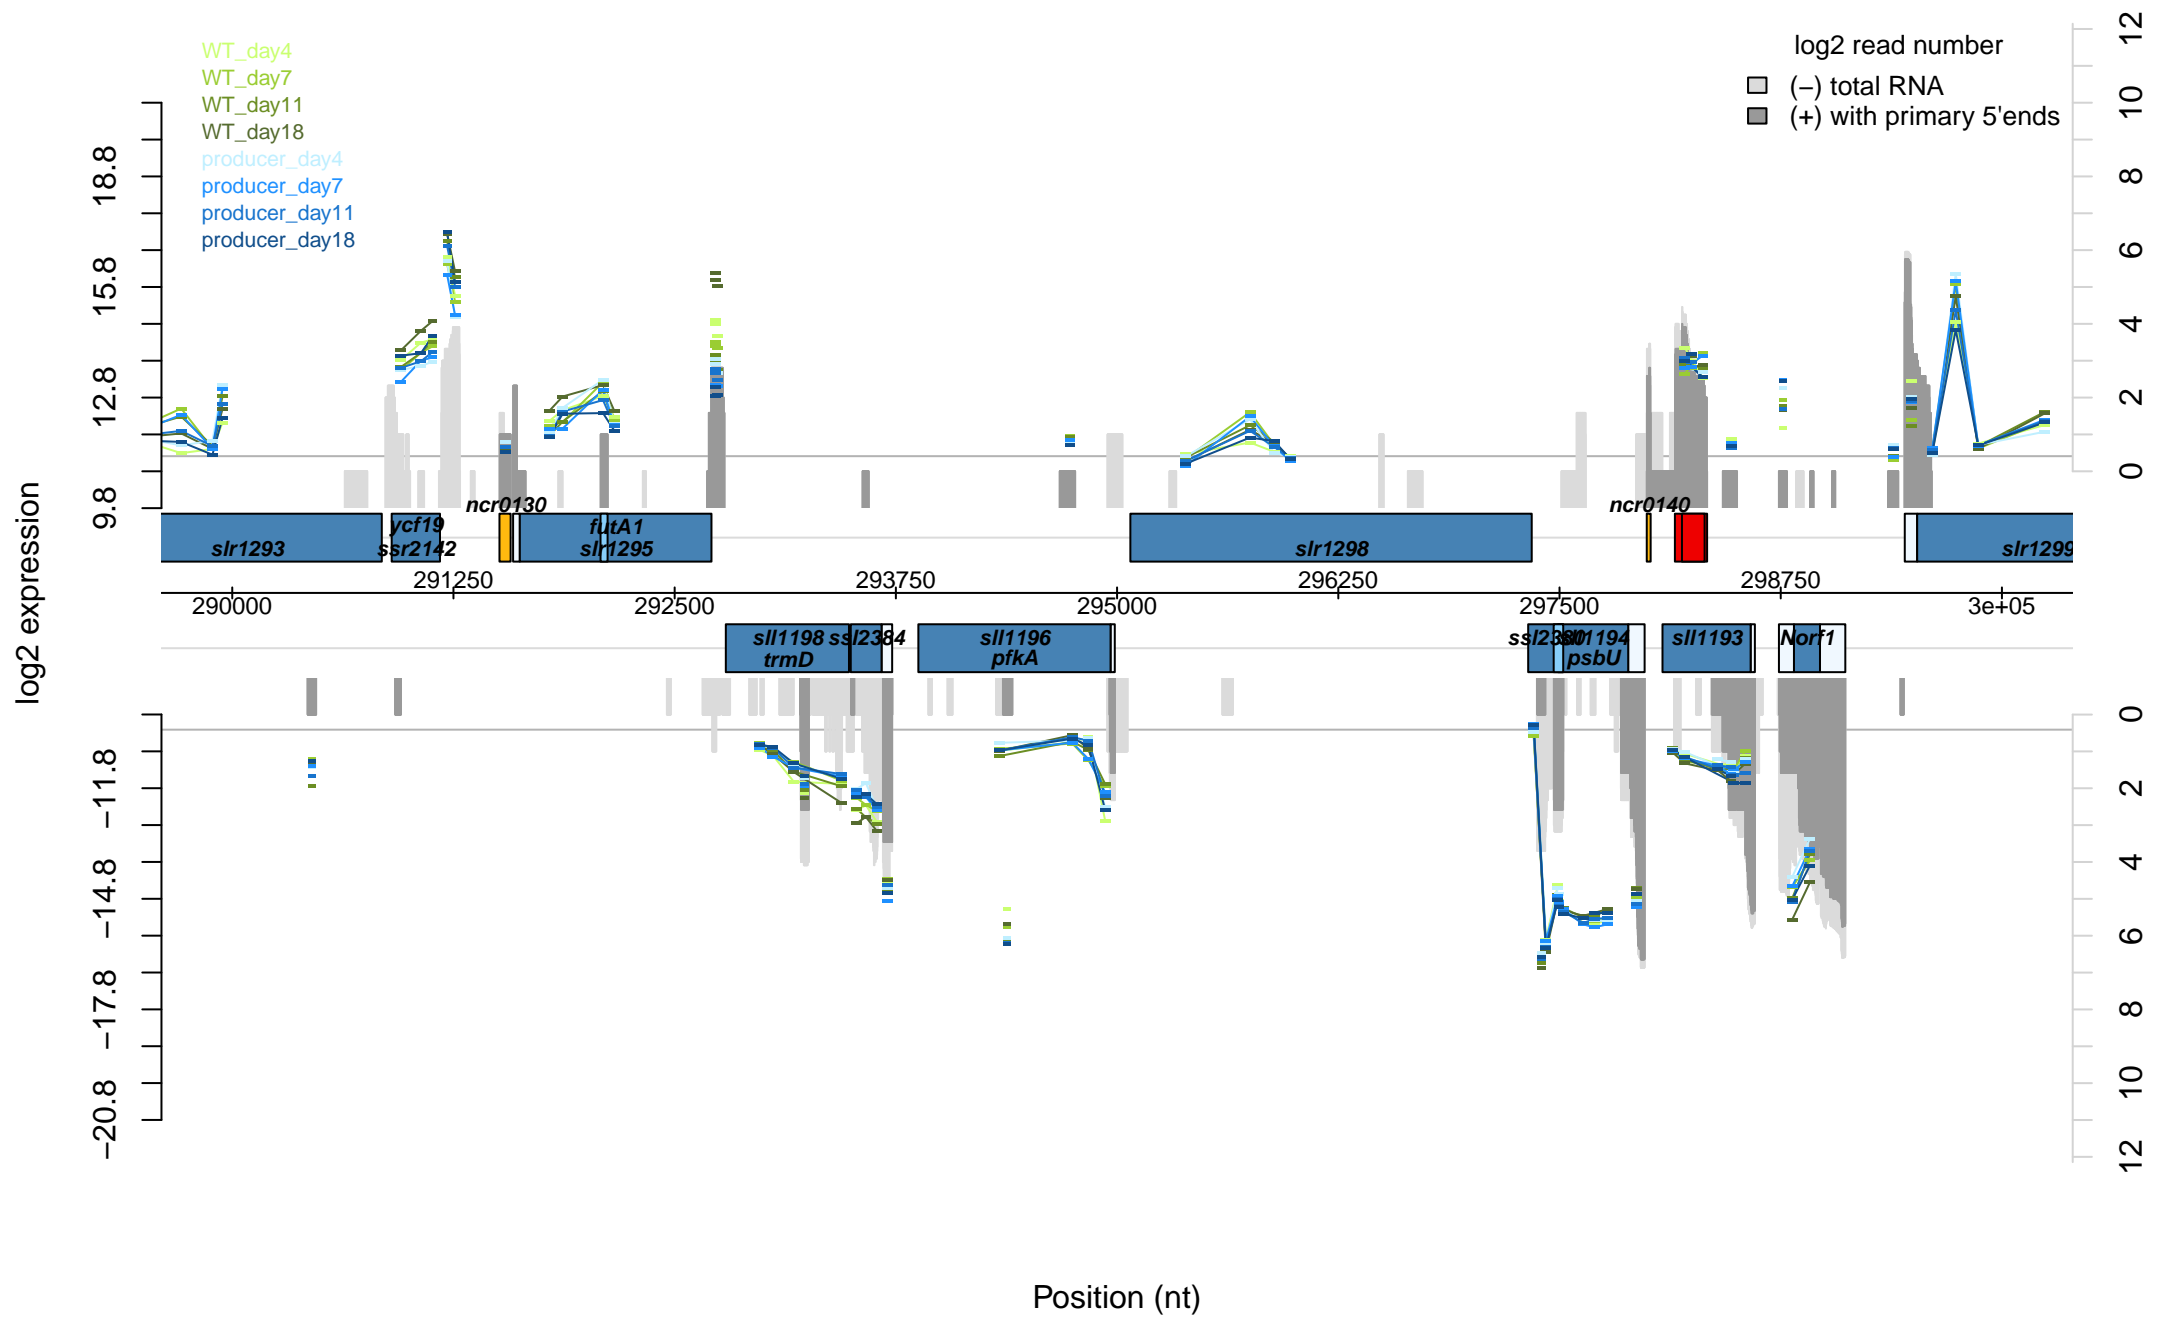 WT_day4
WT_day7
WT_day11
WT_day18
producer_day4
producer_day7
producer_day11
producer_day18
log2 read number
(−) total RNA
(+) with primary 5'ends
log2 expression
18.8
15.8
12.8
9.8
12
10
8
6
4
2
0
ncr0130
ncr0140
ycf19
futA1
slr1293
ssr2142
slr1295
slr1298
slr1299
291250
293750
296250
298750
290000
292500
295000
297500
3e+05
sll1198
ssl2384
sll1196
ssl2380
sll1194
sll1193
Norf1
trmD
pfkA
psbU
−11.8
−14.8
−17.8
−20.8
0
2
4
6
8
10
12
Position (nt)